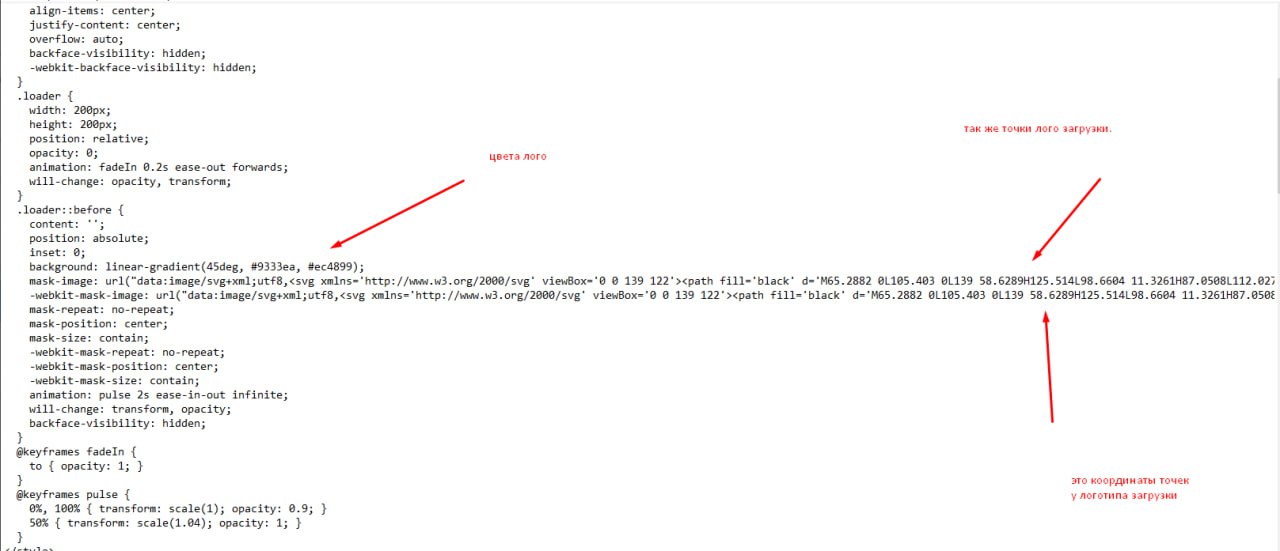 align-items: center;
justify-content: center;
overflow: auto;
backface-visibility: hidden;
-webkit-backface-visibility: hidden;
}
.loader {
width: 200px;
height: 200px;
position: relative;
opacity: 0;
animation: fadeIn 0.2s ease-out forwards;
will-change: opacity, transform;
}
.loader::before {
content: '';
position: absolute;
inset: 0;
background: linear-gradient(45deg, #9333ea, #ec4899);
mask-image: url("data:image/svg+xml;utf8,<svg xmlns='http://www.w3.org/2000/svg' viewBox='0 0 139 122'><path fill='black' d='M65.2882 0L105.403 0L139 58.6289H125.514L98.6604 11.3261H87.0508L112.027
-webkit-mask-image: url("data:image/svg+xml;utf8,<svg xmlns='http://www.w3.org/2000/svg' viewBox='0 0 139 122'><path fill='black' d='M65.2882 0L105.403 0L139 58.6289H125.514L98.6604 11.3261H87.0508
mask-repeat: no-repeat;
mask-position: center;
mask-size: contain;
-webkit-mask-repeat: no-repeat;
-webkit-mask-position: center;
-webkit-mask-size: contain;
animation: pulse 2s ease-in-out infinite;
will-change: transform, opacity;
backface-visibility: hidden;
}
@keyframes fadeIn {
to { opacity: 1; }
}
@keyframes pulse {
0%, 100% { transform: scale(1); opacity: 0.9; }
50% { transform: scale(1.04); opacity: 1; }
}
</style>
цвета лого
так же точки лого загрузки.
это координаты точек
у логотипа загрузки